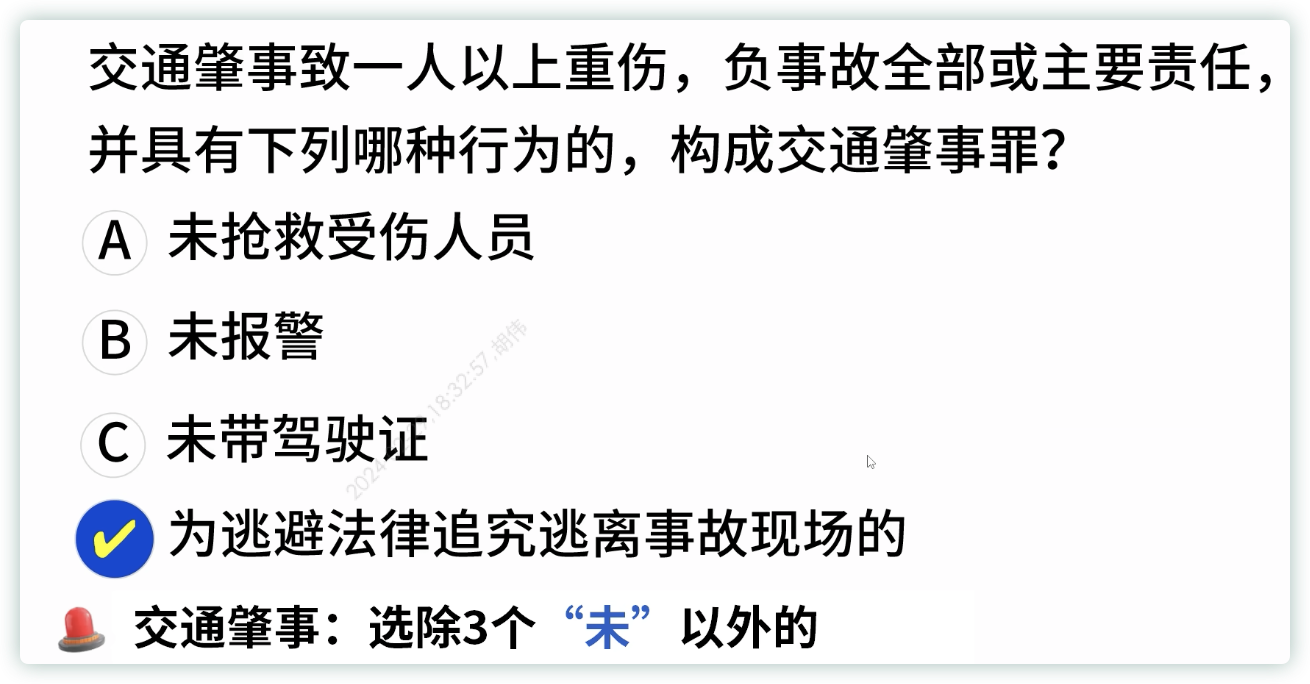 交通肇事致一人以上重伤，负事故全部或主要责任，
并具有下列哪种行为的，构成交通肇事罪？
A 未抢救受伤人员
B 未报警
C 未带驾驶证
为逃避法律追究逃离事故现场的
交通肇事：选除3个“未”以外的
18:32:57.胡伟